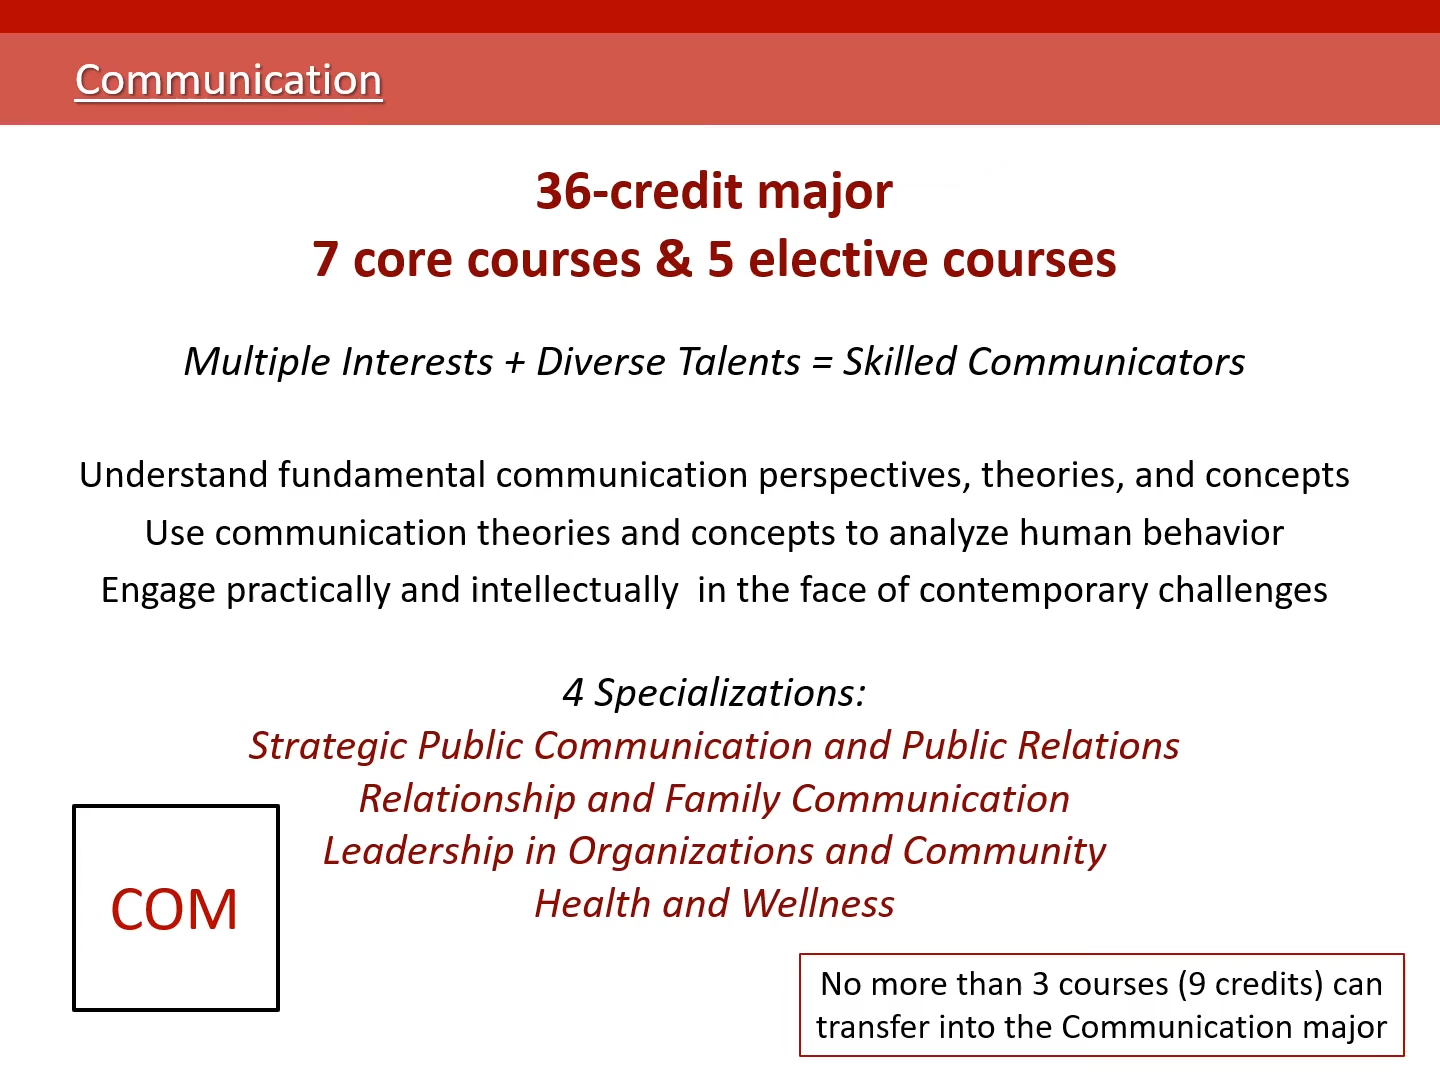 Communication
36-credit major
7 core courses & 5 elective courses
Multiple Interests + Diverse Talents = Skilled Communicators
Understand fundamental communication perspectives, theories, and concepts
Use communication theories and concepts to analyze human behavior
Engage practically and intellectually  in the face of contemporary challenges
4 Specializations:
Strategic Public Communication and Public Relations
Relationship and Family Communication
Leadership in Organizations and Community
Health and Wellness
COM
No more than 3 courses (9 credits) can
transfer into the Communication major